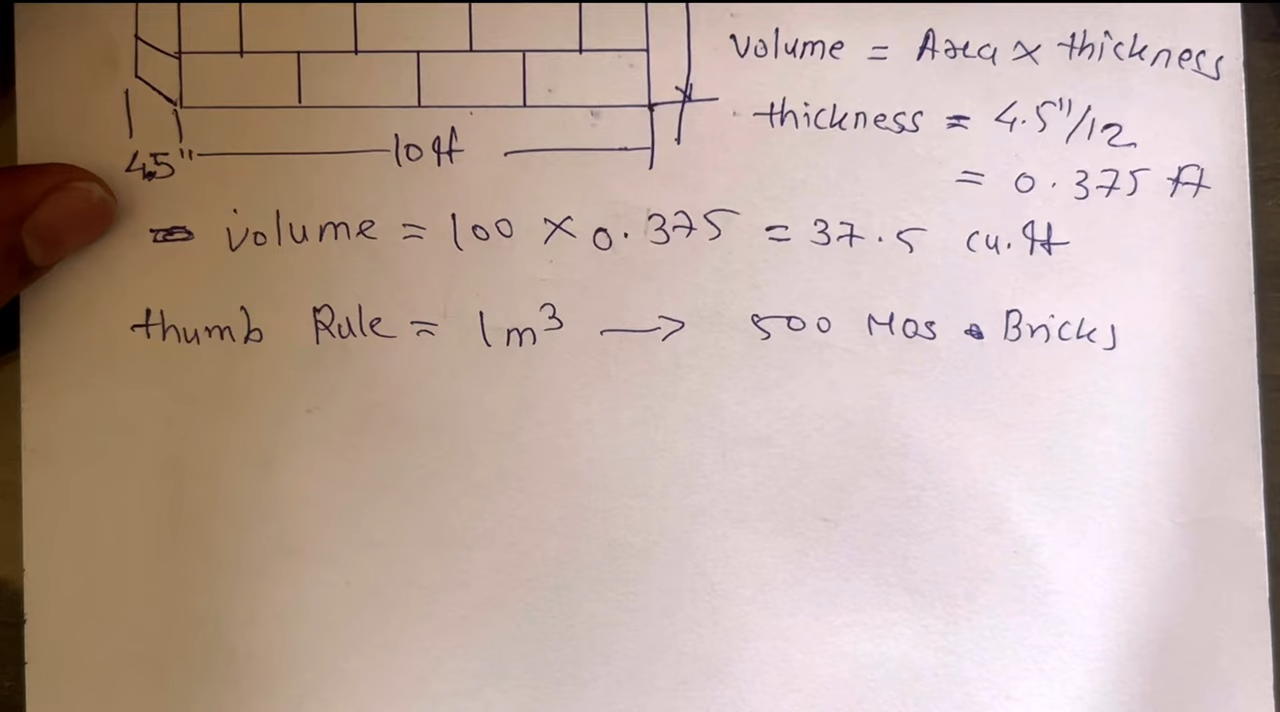 volume = Area × thickness
thickness = 4.5"/12
= 0.375 ft
4.5" 10 ft
volume = 100 × 0.375 = 37.5 cu.ft
thumb Rule = 1m³ → 500 Nos Bricks